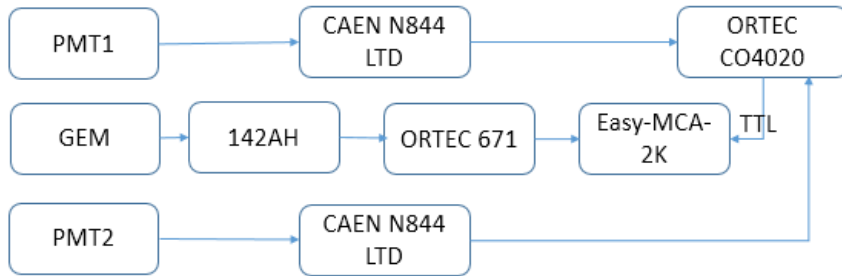 PMT1
CAEN N844
LTD
ORTEC
CO4020
GEM
142AH
ORTEC 671
Easy-MCA-
2K
TTL
PMT2
CAEN N844
LTD